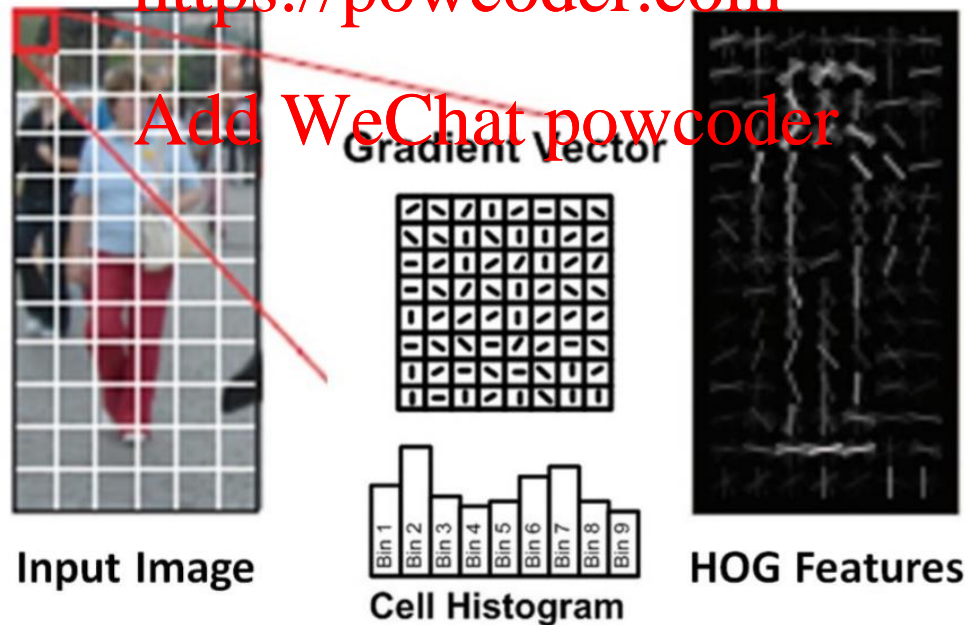 https://powcoder.com
Add WeChat powcoder
Gradient Vector
Bin 1
Bin 2
Bin 3
Bin 4
Bin 5
Bin 6
Bin 7
Bin 8
Bin 9
Input Image
Cell Histogram
HOG Features